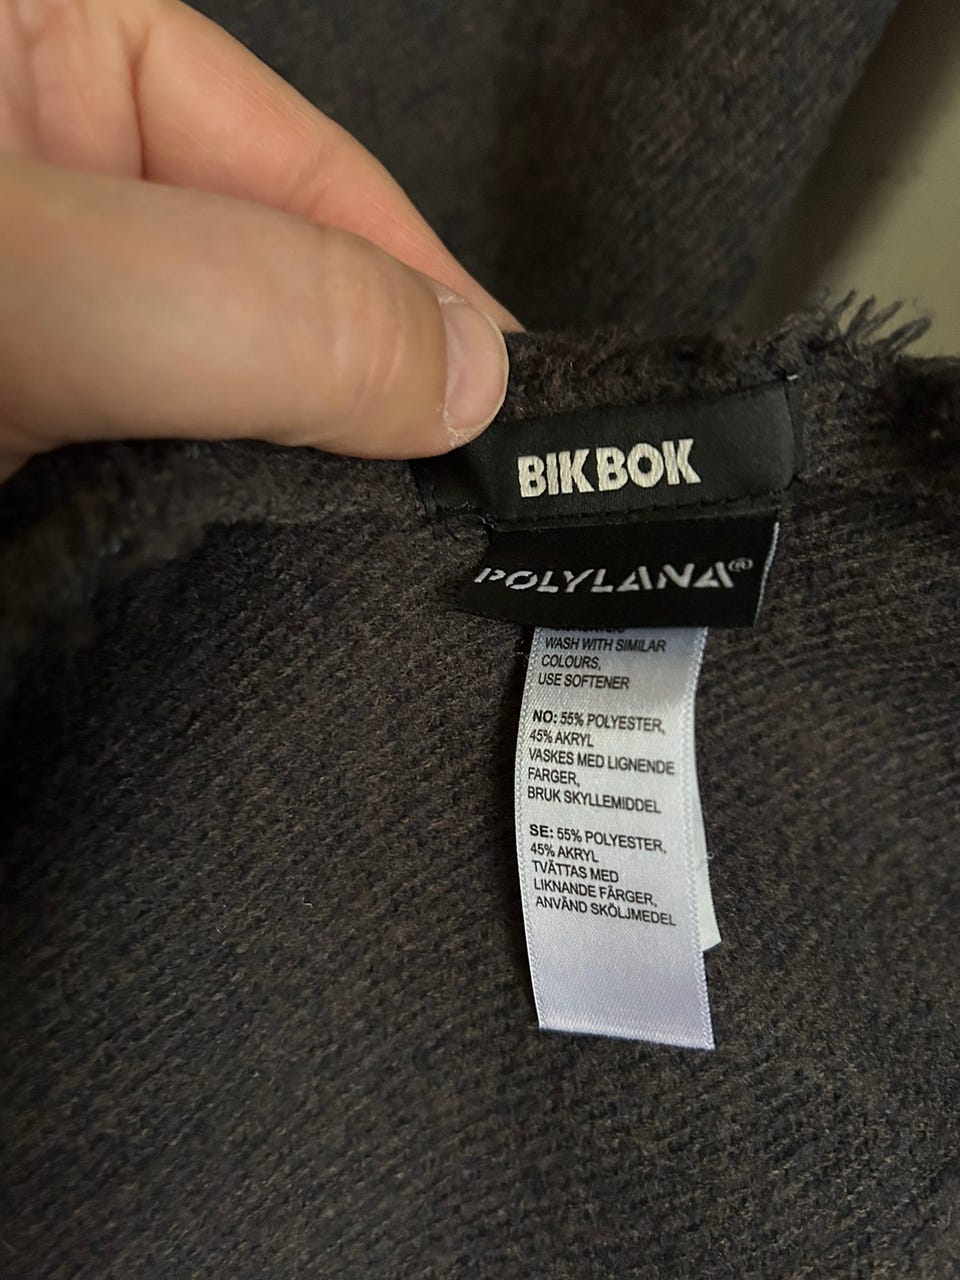 BIKBOK
POLYLANA®
WASH WITH SIMILAR
COLOURS,
USE SOFTENER
NO: 55% POLYESTER,
45% AKRYL
VASKES MED LIGNENDE
FARGER,
BRUK SKYLLEMIDDEL
SE: 55% POLYESTER,
45% AKRYL
TVÄTTAS MED
LIKNANDE FÄRGER,
ANVÄND SKÖLJMEDEL